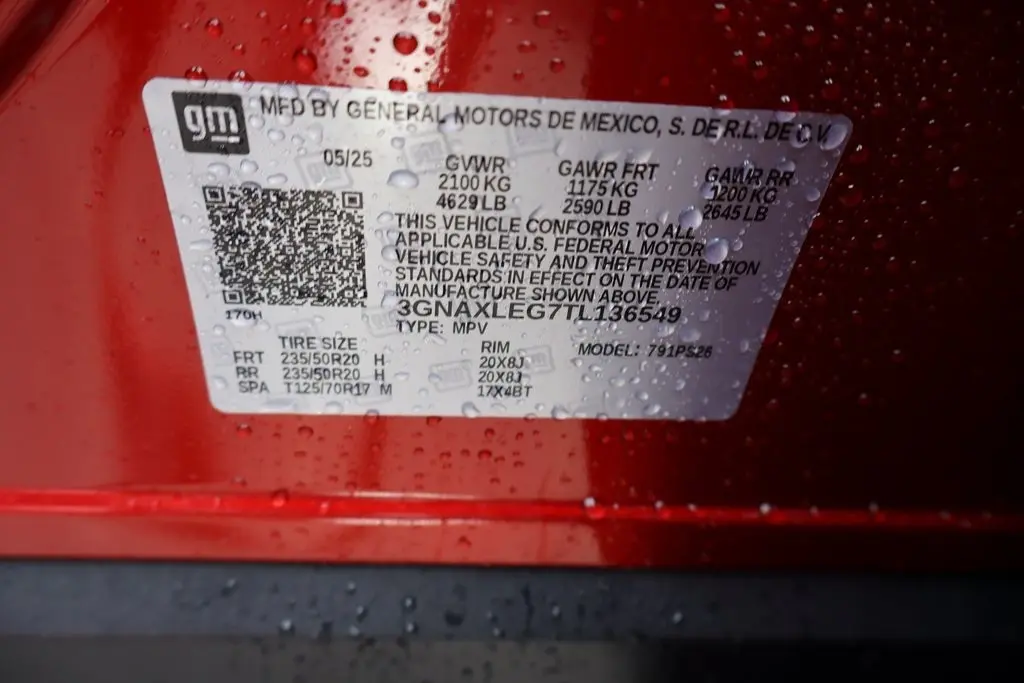 gm
MFD BY GENERAL MOTORS DE MEXICO, S. DE R.L. DE C.V.
05/25
GVWR GAWR FRT GAWR RR
2100 KG 1175 KG 1200 KG
4629 LB 2590 LB 2645 LB
THIS VEHICLE CONFORMS TO ALL
APPLICABLE U.S. FEDERAL MOTOR
VEHICLE SAFETY AND THEFT PREVENTION
STANDARDS IN EFFECT ON THE DATE OF
MANUFACTURE SHOWN ABOVE.
3GNAXLEG7TL136549
170H
TYPE: MPV
TIRE SIZE RIM MODEL: 791PS26
FRT 235/50R20 H 20X8J
RR 235/50R20 H 20X8J
SPA T125/70R17 M 17X4BT